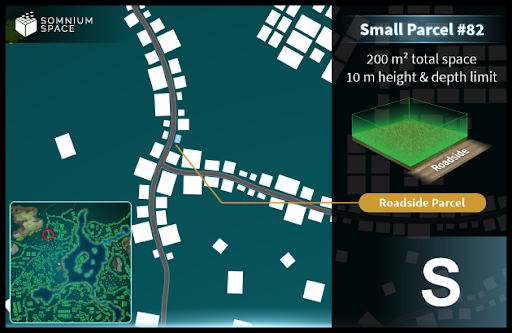 SOMNIUM
SPACE
Small Parcel #82
200 m² total space
10 m height & depth limit
Roadside
Roadside Parcel
S